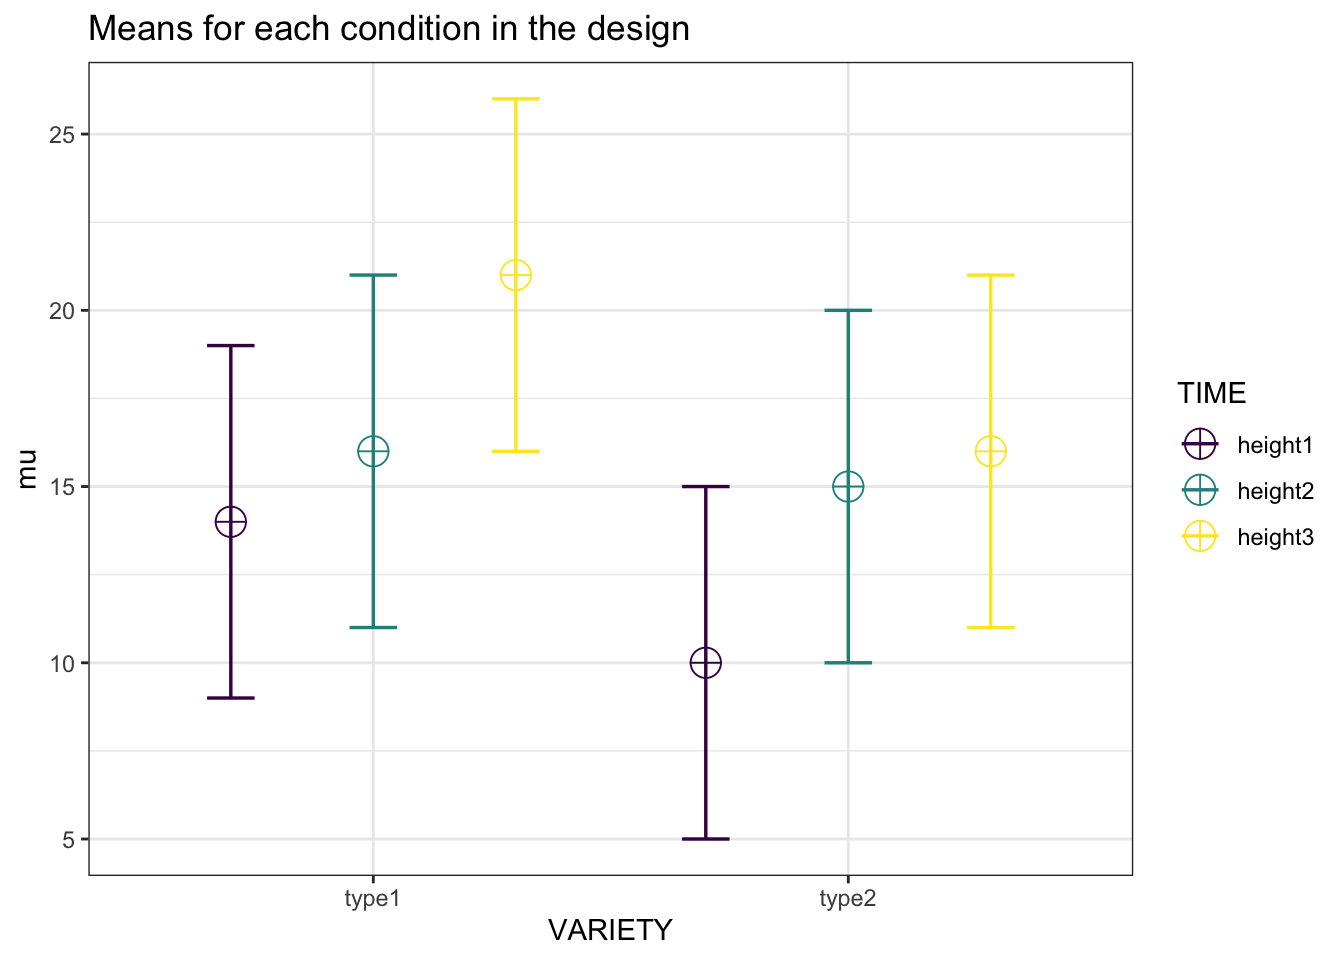 Means for each condition in the design
25
20
15
10
5
mu
type1
type2
VARIETY
TIME
height1
height2
height3